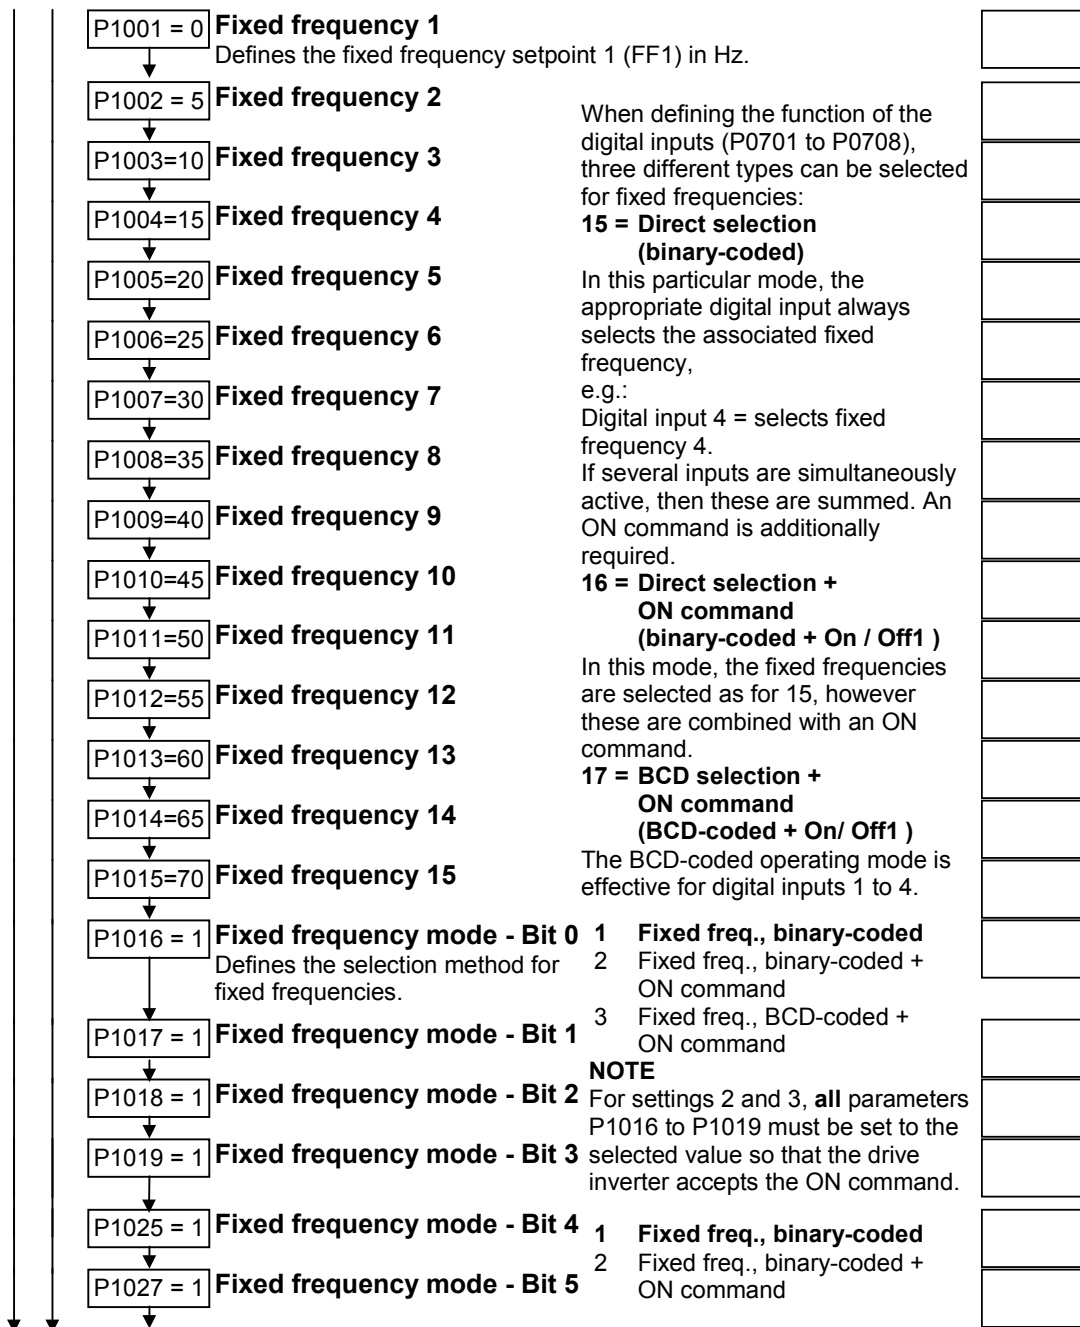 P1001 = 0 Fixed frequency 1
Defines the fixed frequency setpoint 1 (FF1) in Hz.
P1002 = 5 Fixed frequency 2
P1003=10 Fixed frequency 3
P1004=15 Fixed frequency 4
P1005=20 Fixed frequency 5
P1006=25 Fixed frequency 6
P1007=30 Fixed frequency 7
P1008=35 Fixed frequency 8
P1009=40 Fixed frequency 9
P1010=45 Fixed frequency 10
P1011=50 Fixed frequency 11
P1012=55 Fixed frequency 12
P1013=60 Fixed frequency 13
P1014=65 Fixed frequency 14
P1015=70 Fixed frequency 15
When defining the function of the
digital inputs (P0701 to P0708),
three different types can be selected
for fixed frequencies:
15 = Direct selection
(binary-coded)
In this particular mode, the
appropriate digital input always
selects the associated fixed
frequency,
e.g.:
Digital input 4 = selects fixed
frequency 4.
If several inputs are simultaneously
active, then these are summed. An
ON command is additionally
required.
16 = Direct selection +
ON command
(binary-coded + On / Off1 )
In this mode, the fixed frequencies
are selected as for 15, however
these are combined with an ON
command.
17 = BCD selection +
ON command
(BCD-coded + On/ Off1 )
The BCD-coded operating mode is
effective for digital inputs 1 to 4.
P1016 = 1 Fixed frequency mode - Bit 0
Defines the selection method for
fixed frequencies.
P1017 = 1 Fixed frequency mode - Bit 1
P1018 = 1 Fixed frequency mode - Bit 2
P1019 = 1 Fixed frequency mode - Bit 3
1 Fixed freq., binary-coded
2 Fixed freq., binary-coded +
ON command
3 Fixed freq., BCD-coded +
ON command
NOTE
For settings 2 and 3, all parameters
P1016 to P1019 must be set to the
selected value so that the drive
inverter accepts the ON command.
P1025 = 1 Fixed frequency mode - Bit 4
P1027 = 1 Fixed frequency mode - Bit 5
1 Fixed freq., binary-coded
2 Fixed freq., binary-coded +
ON command